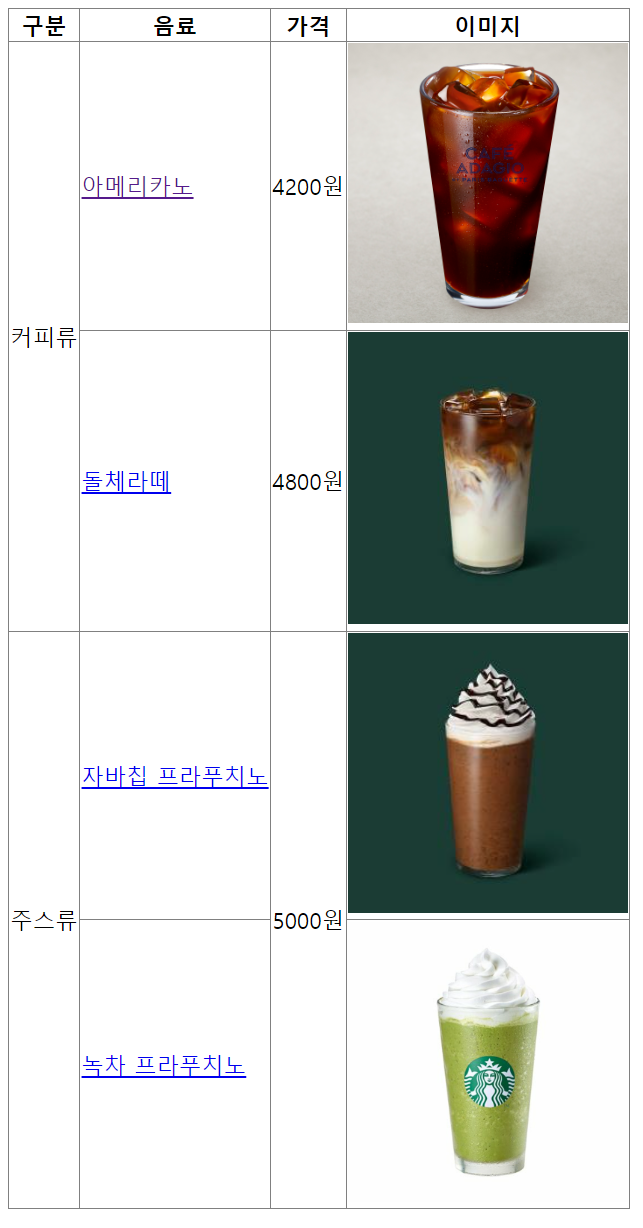 구분 음료 가격 이미지
아메리카노 4200원
CAFE
ADAGIO
커피류
돌체라떼 4800원
자바칩 프라푸치노
주스류 5000원
녹차 프라푸치노